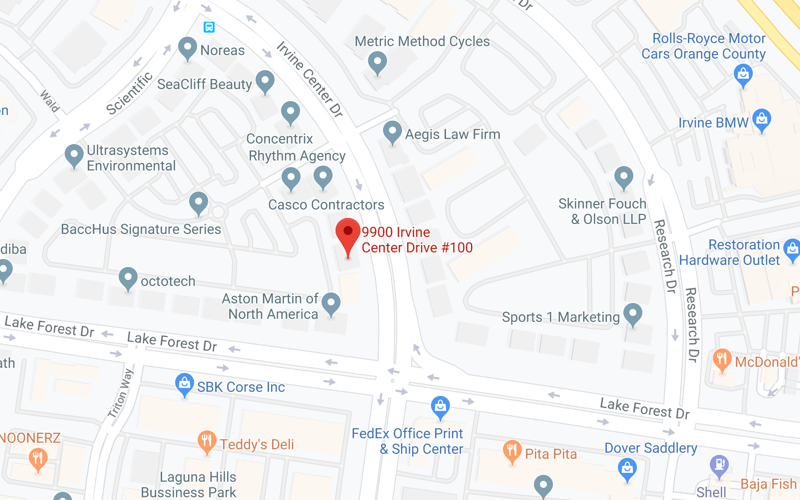 Dr
Rolls-Royce Motor
Cars Orange County
Noreas
Irvine Center Dr
Metric Method Cycles
SeaCliff Beauty
Scientific
Wald
on
Irvine BMW
Concentrix
Rhythm Agency
Aegis Law Firm
Ultrasystems
Environmental
Casco Contractors
Skinner Fouch
& Olson LLP
BaccHus Signature Series
9900 Irvine
Center Drive #100
diba
Research Dr
Restoration
Hardware Outlet
octotech
Aston Martin of
North America
Research Dr
P
Sports 1 Marketing
Lake Forest Dr
Lake Forest Dr
ath
McDonald'
Triton Way
SBK Corse Inc
Lake Forest Dr
FedEx Office Print
& Ship Center
NOONERZ
Teddy's Deli
Pita Pita
Dover Saddlery
Laguna Hills
Bussiness Park
Shell
Baja Fish